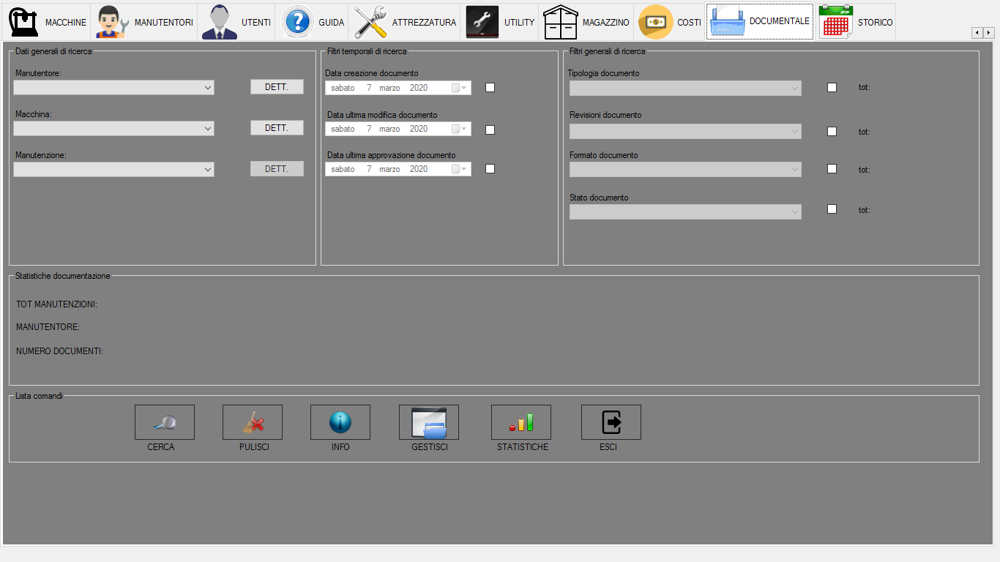 MACCHINE MANUTENTORI UTENTI GUIDA ATTREZZATURA UTILITY MAGAZZINO COSTI DOCUMENTALE STORICO
Dati generali di ricerca
Manutentore:
DETT.
Macchina:
DETT.
Manutenzione:
DETT.
Filtri temporali di ricerca
Data creazione documento
sabato 7 marzo 2020
Data ultima modifica documento
sabato 7 marzo 2020
Data ultima approvazione documento
sabato 7 marzo 2020
Filtri generali di ricerca
Tipologia documento
tot:
Revisioni documento
tot:
Formato documento
tot:
Stato documento
tot:
Statistiche documentazione
TOT MANUTENZIONI:
MANUTENTORE:
NUMERO DOCUMENTI:
Lista comandi
CERCA PULISCI INFO GESTISCI STATISTICHE ESCI